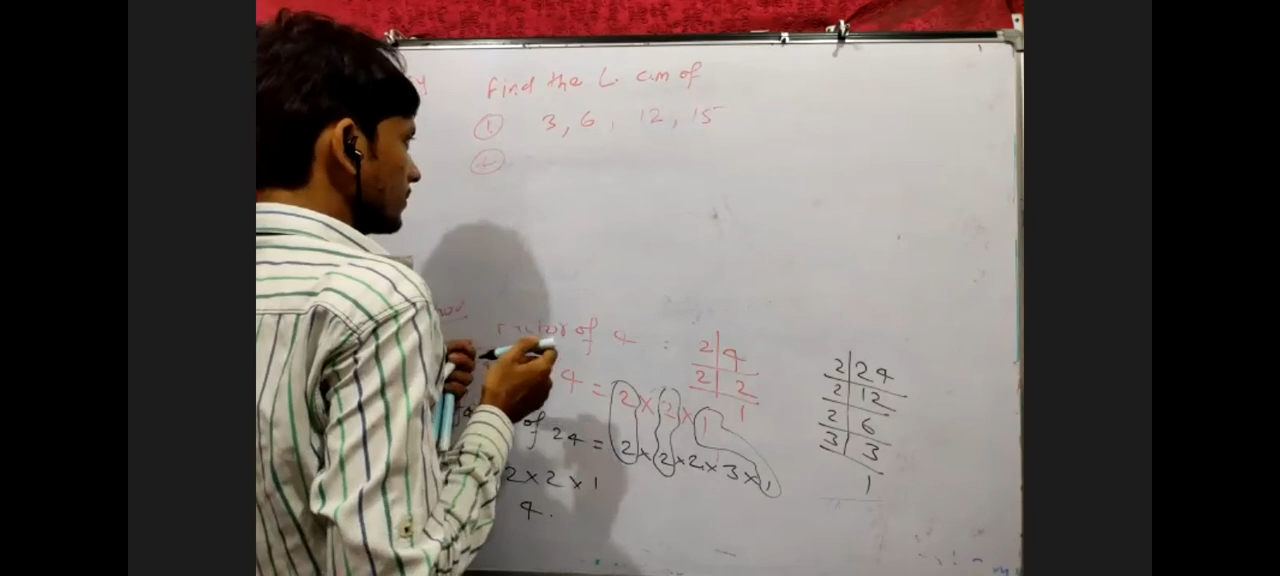 Find the L. cm of
① 3, 6, 12, 15
②
of 4 :
2 4
2 2
1
4 = 2 × 2 × 1
of 24 = 2 × 2 × 2 × 3 × 1
2 × 2 × 1
4.
2 24
2 12
2 6
3 3
1